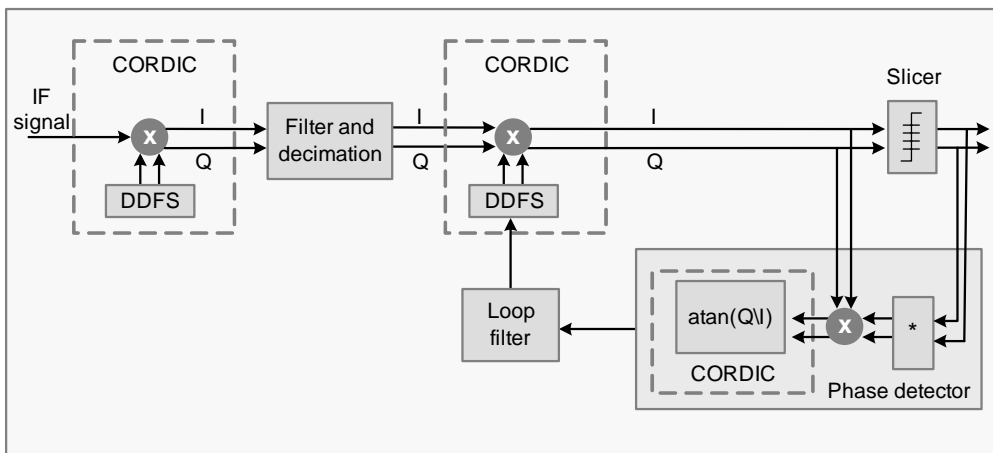 CORDIC
CORDIC
Slicer
IF
signal
I
Q
X
Filter and
decimation
I
Q
X
I
Q
DDFS
DDFS
Loop
filter
atan(Q\I)
X
*
CORDIC
Phase detector